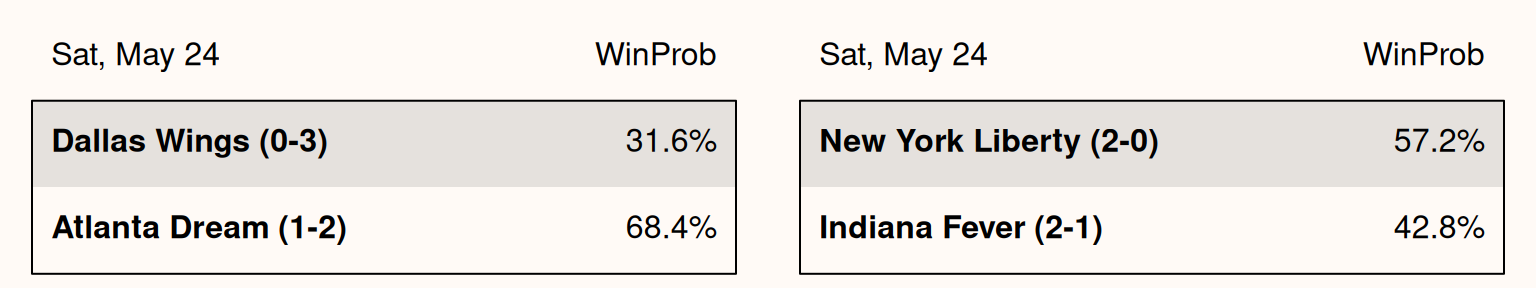 Sat, May 24 WinProb
Dallas Wings (0-3) 31.6%
Atlanta Dream (1-2) 68.4%
Sat, May 24 WinProb
New York Liberty (2-0) 57.2%
Indiana Fever (2-1) 42.8%